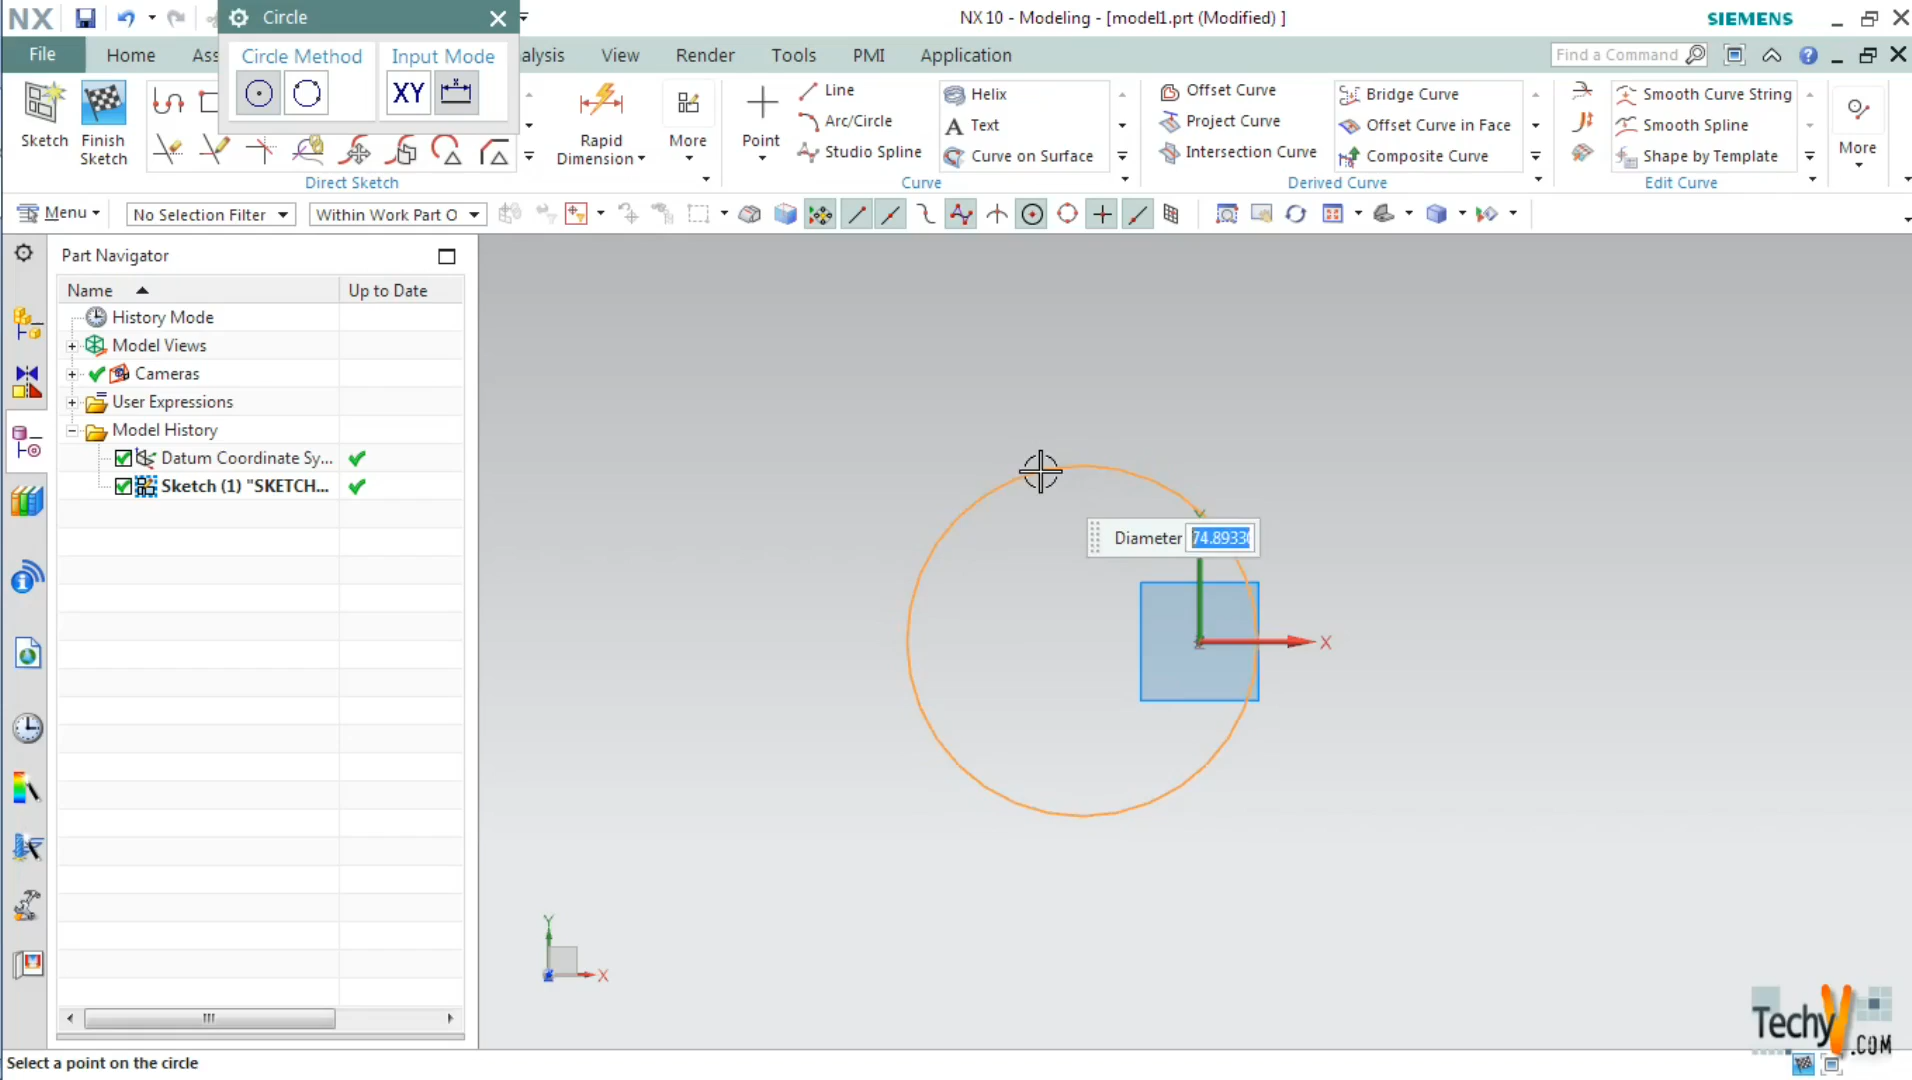 NX
Circle
NX 10 - Modeling - [model1.prt (Modified) ]
SIEMENS
File
Home
Ass
alysis
View
Render
Tools
PMI
Application
Find a Command
Circle Method
Input Mode
XY
Sketch
Finish
Sketch
Direct Sketch
Rapid
Dimension
More
Point
Line
Arc/Circle
Studio Spline
Helix
Text
Curve on Surface
Curve
Offset Curve
Project Curve
Intersection Curve
Bridge Curve
Offset Curve in Face
Composite Curve
Derived Curve
Smooth Curve String
Smooth Spline
Shape by Template
Edit Curve
More
Menu
No Selection Filter
Within Work Part O
Part Navigator
Name
Up to Date
History Mode
Model Views
Cameras
User Expressions
Model History
Datum Coordinate Sy...
Sketch (1) "SKETCH...
Diameter 74.8933
Y
X
Z
Y
X
TechyV
.COM
Select a point on the circle